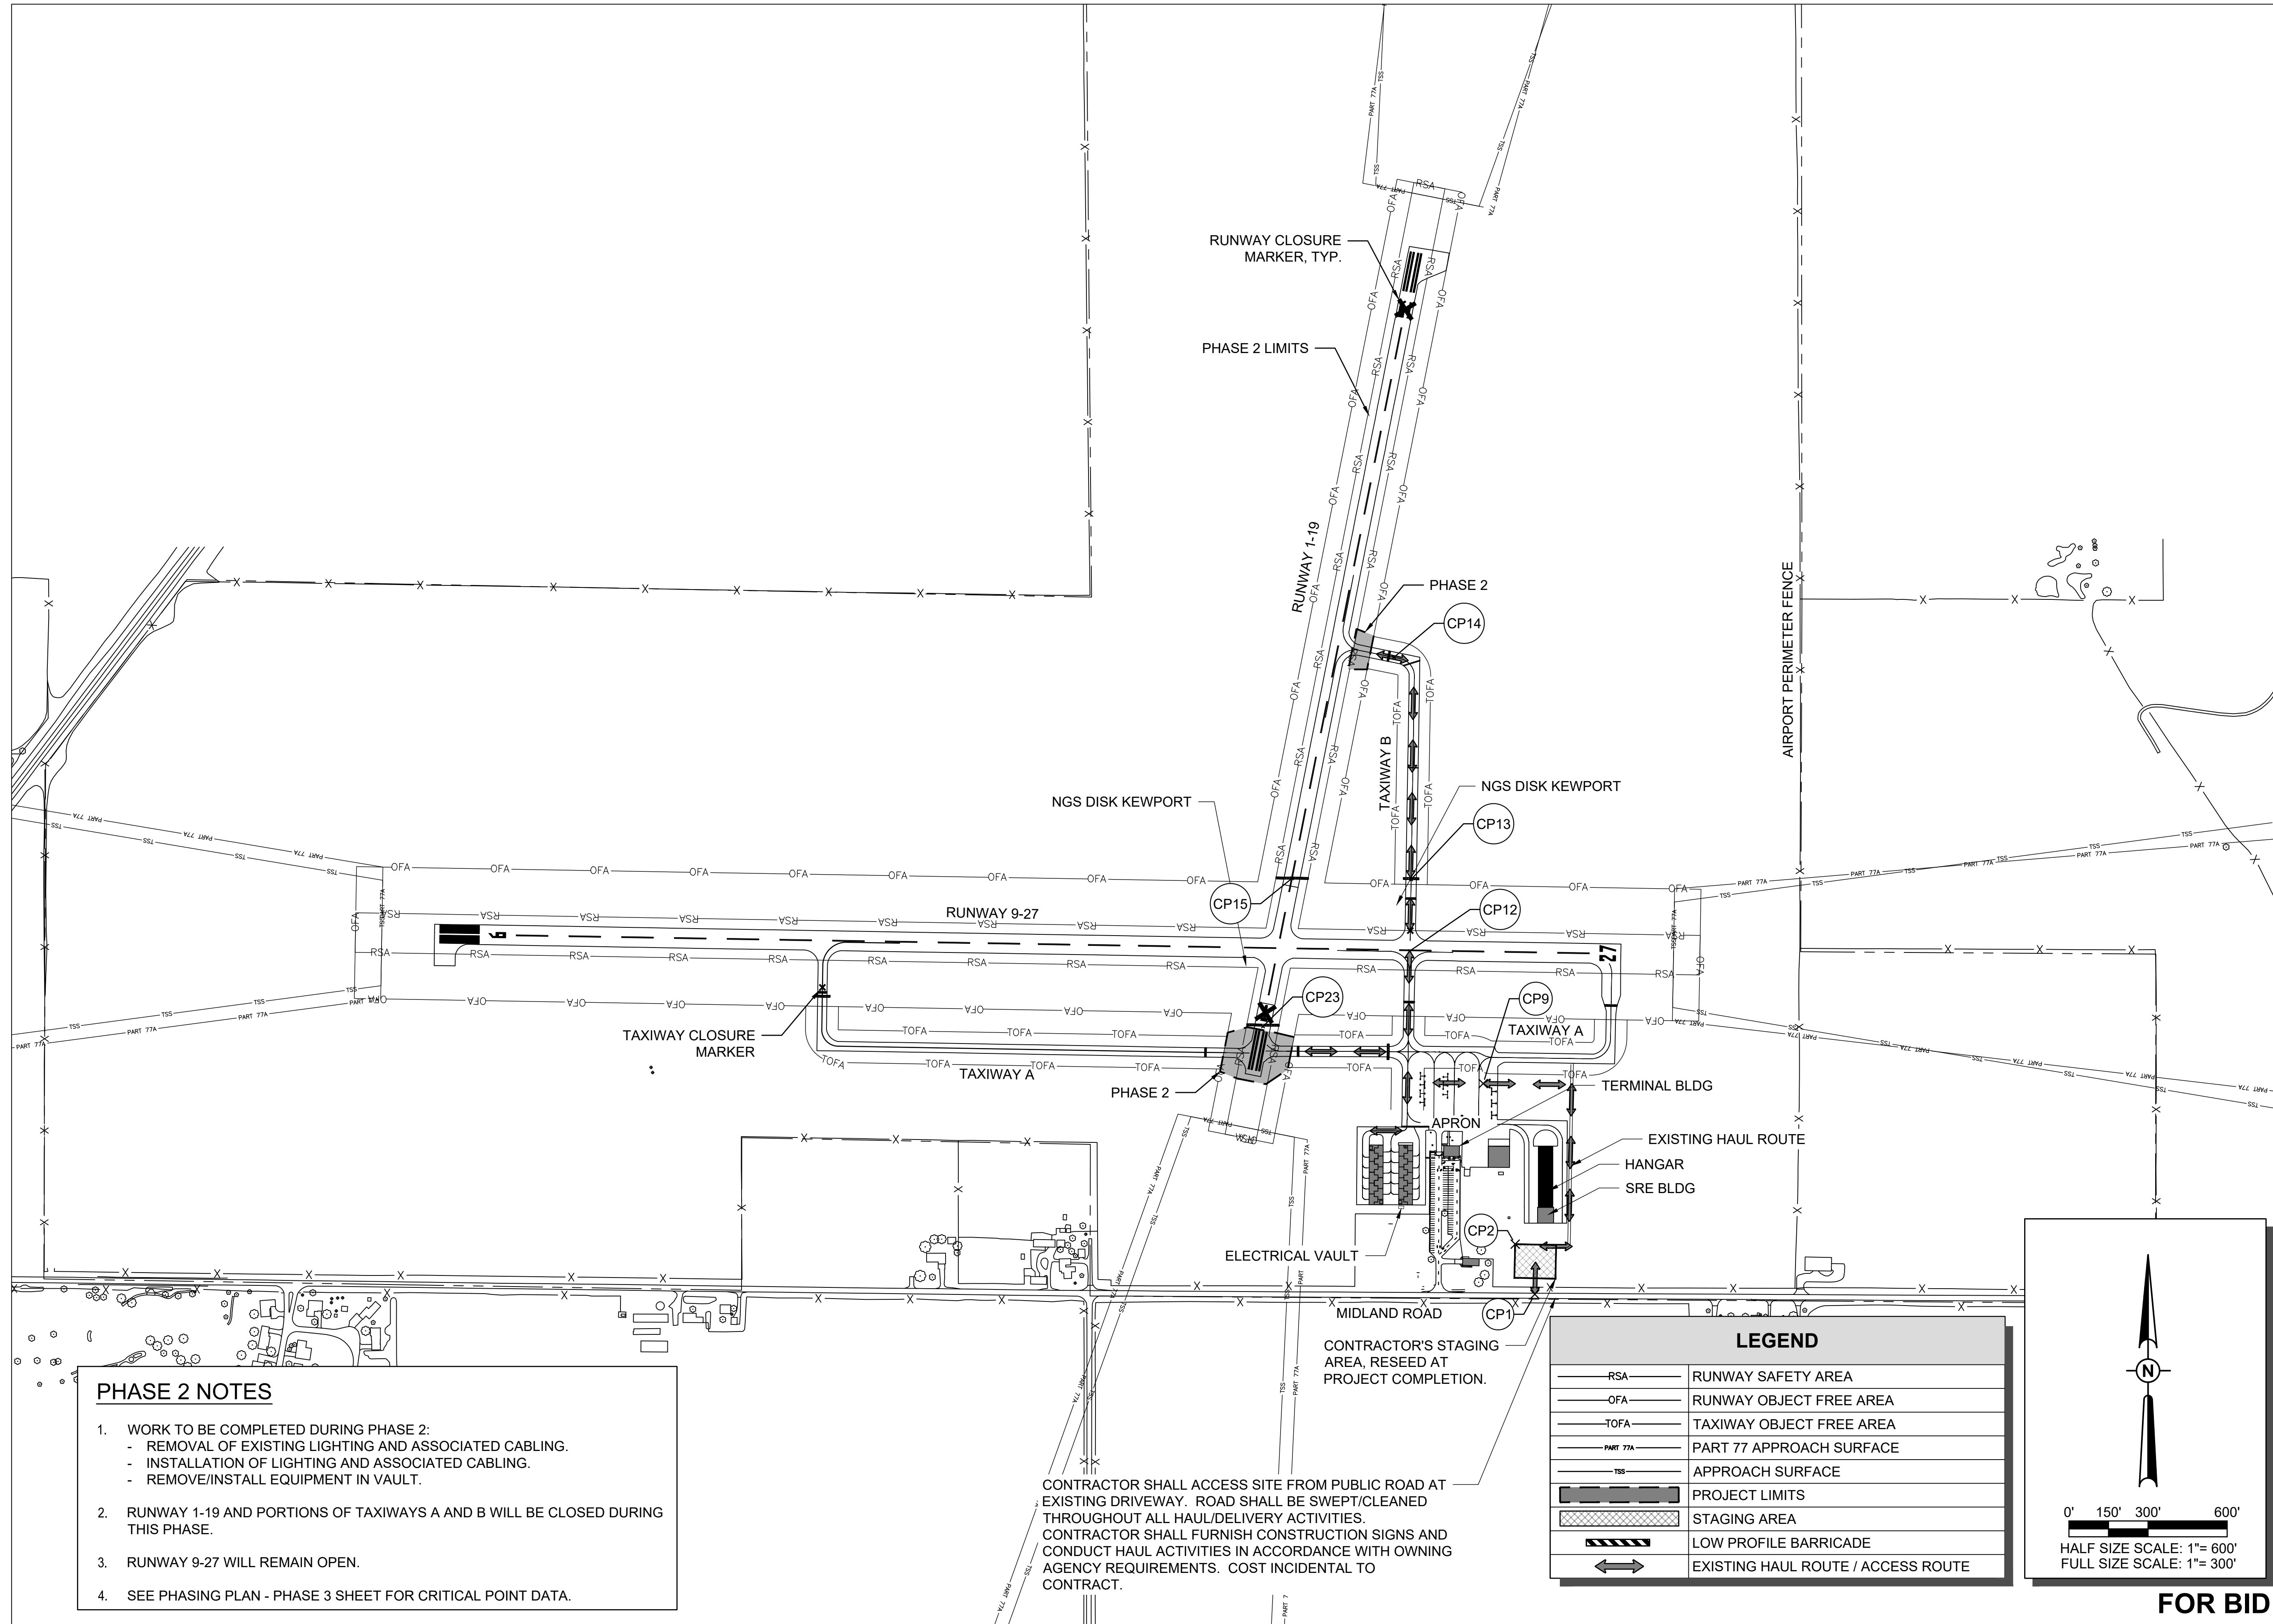 RUNWAY CLOSURE
MARKER, TYP.
PHASE 2 LIMITS
RUNWAY 1-19
PHASE 2
CP14
AIRPORT PERIMETER FENCE
TAXIWAY B
NGS DISK KEWPORT
NGS DISK KEWPORT
CP13
CP15
CP12
RUNWAY 9-27
9
27
CP23
CP9
TAXIWAY CLOSURE
MARKER
TAXIWAY A
TAXIWAY A
PHASE 2
TERMINAL BLDG
APRON
EXISTING HAUL ROUTE
HANGAR
SRE BLDG
CP2
ELECTRICAL VAULT
MIDLAND ROAD
CP1
CONTRACTOR'S STAGING
AREA, RESEED AT
PROJECT COMPLETION.
CONTRACTOR SHALL ACCESS SITE FROM PUBLIC ROAD AT
EXISTING DRIVEWAY. ROAD SHALL BE SWEPT/CLEANED
THROUGHOUT ALL HAUL/DELIVERY ACTIVITIES.
CONTRACTOR SHALL FURNISH CONSTRUCTION SIGNS AND
CONDUCT HAUL ACTIVITIES IN ACCORDANCE WITH OWNING
AGENCY REQUIREMENTS. COST INCIDENTAL TO
CONTRACT.
PHASE 2 NOTES
1. WORK TO BE COMPLETED DURING PHASE 2:
- REMOVAL OF EXISTING LIGHTING AND ASSOCIATED CABLING.
- INSTALLATION OF LIGHTING AND ASSOCIATED CABLING.
- REMOVE/INSTALL EQUIPMENT IN VAULT.
2. RUNWAY 1-19 AND PORTIONS OF TAXIWAYS A AND B WILL BE CLOSED DURING
THIS PHASE.
3. RUNWAY 9-27 WILL REMAIN OPEN.
4. SEE PHASING PLAN - PHASE 3 SHEET FOR CRITICAL POINT DATA.
LEGEND
RSA RUNWAY SAFETY AREA
OFA RUNWAY OBJECT FREE AREA
TOFA TAXIWAY OBJECT FREE AREA
PART 77A PART 77 APPROACH SURFACE
TSS APPROACH SURFACE
PROJECT LIMITS
STAGING AREA
LOW PROFILE BARRICADE
EXISTING HAUL ROUTE / ACCESS ROUTE
N
0' 150' 300' 600'
HALF SIZE SCALE: 1"= 600'
FULL SIZE SCALE: 1"= 300'
FOR BID